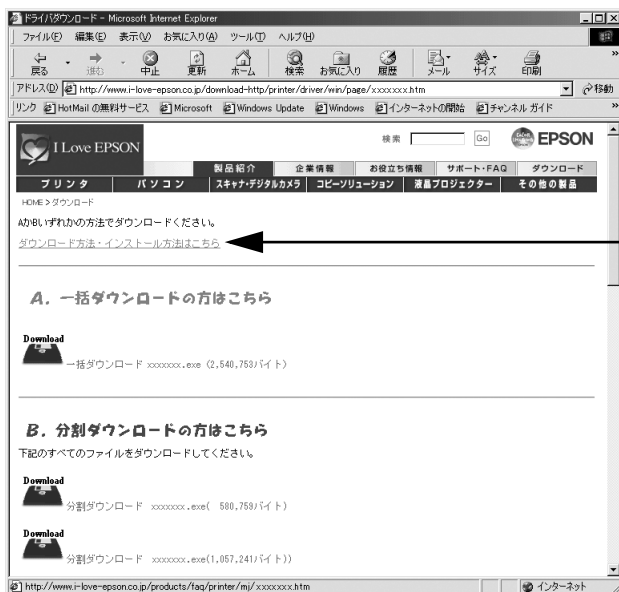 ドライバダウンロード - Microsoft Internet Explorer
ファイル(F) 編集(E) 表示(V) お気に入り(A) ツール(T) ヘルプ(H)
戻る 進む 中止 更新 ホーム 検索 お気に入り 履歴 メール サイズ 印刷 »
アドレス(D) http://www.i-love-epson.co.jp/download-http/printer/driver/win/page/xxxxxxx.htm 移動
リンク HotMail の無料サービス Microsoft Windows Update Windows インターネットの開始 チャンネル ガイド »
I Love EPSON 検索 Go EPSON
製品紹介 企業情報 お役立ち情報 サポート・FAQ ダウンロード
プリンタ パソコン スキャナ・デジタルカメラ コピーソリューション 液晶プロジェクター その他の製品
HOME > ダウンロード
AかBいずれかの方法でダウンロードください。
ダウンロード方法・インストール方法はこちら
A. 一括ダウンロードの方はこちら
Download
一括ダウンロード xxxxxxx.exe (2,540,753バイト)
B. 分割ダウンロードの方はこちら
下記のすべてのファイルをダウンロードしてください。
Download
分割ダウンロード xxxxxxx.exe( 580,759バイト)
Download
分割ダウンロード xxxxxxx.exe(1,057,241バイト))
http://www.i-love-epson.co.jp/products/faq/printer/mj/xxxxxxx.htm インターネット